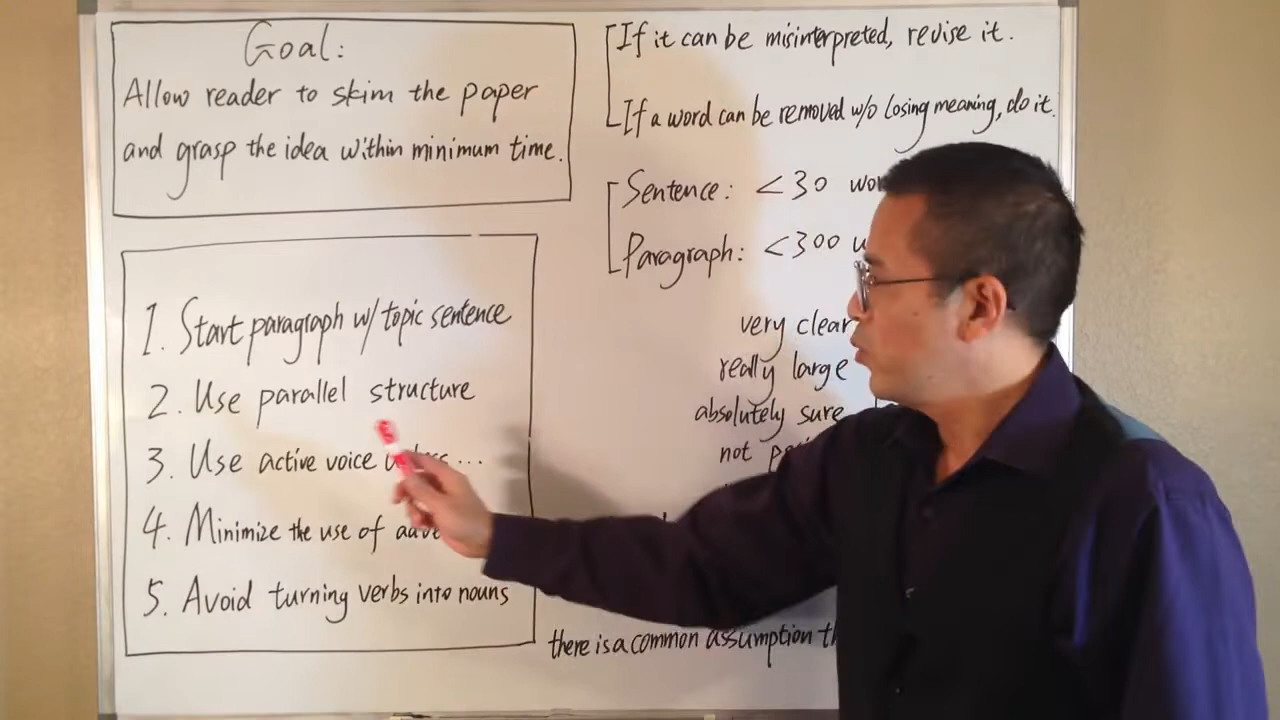 Goal:
Allow reader to skim the paper
and grasp the idea within minimum time.
1. Start paragraph w/ topic sentence
2. Use parallel structure
3. Use active voice ...
4. Minimize the use of
5. Avoid turning verbs into nouns
If it can be misinterpreted, revise it.
If a word can be removed w/o losing meaning, do it.
Sentence: <30
Paragraph: <300
very clear
really large
absolutely sure
not
there is a common assumption